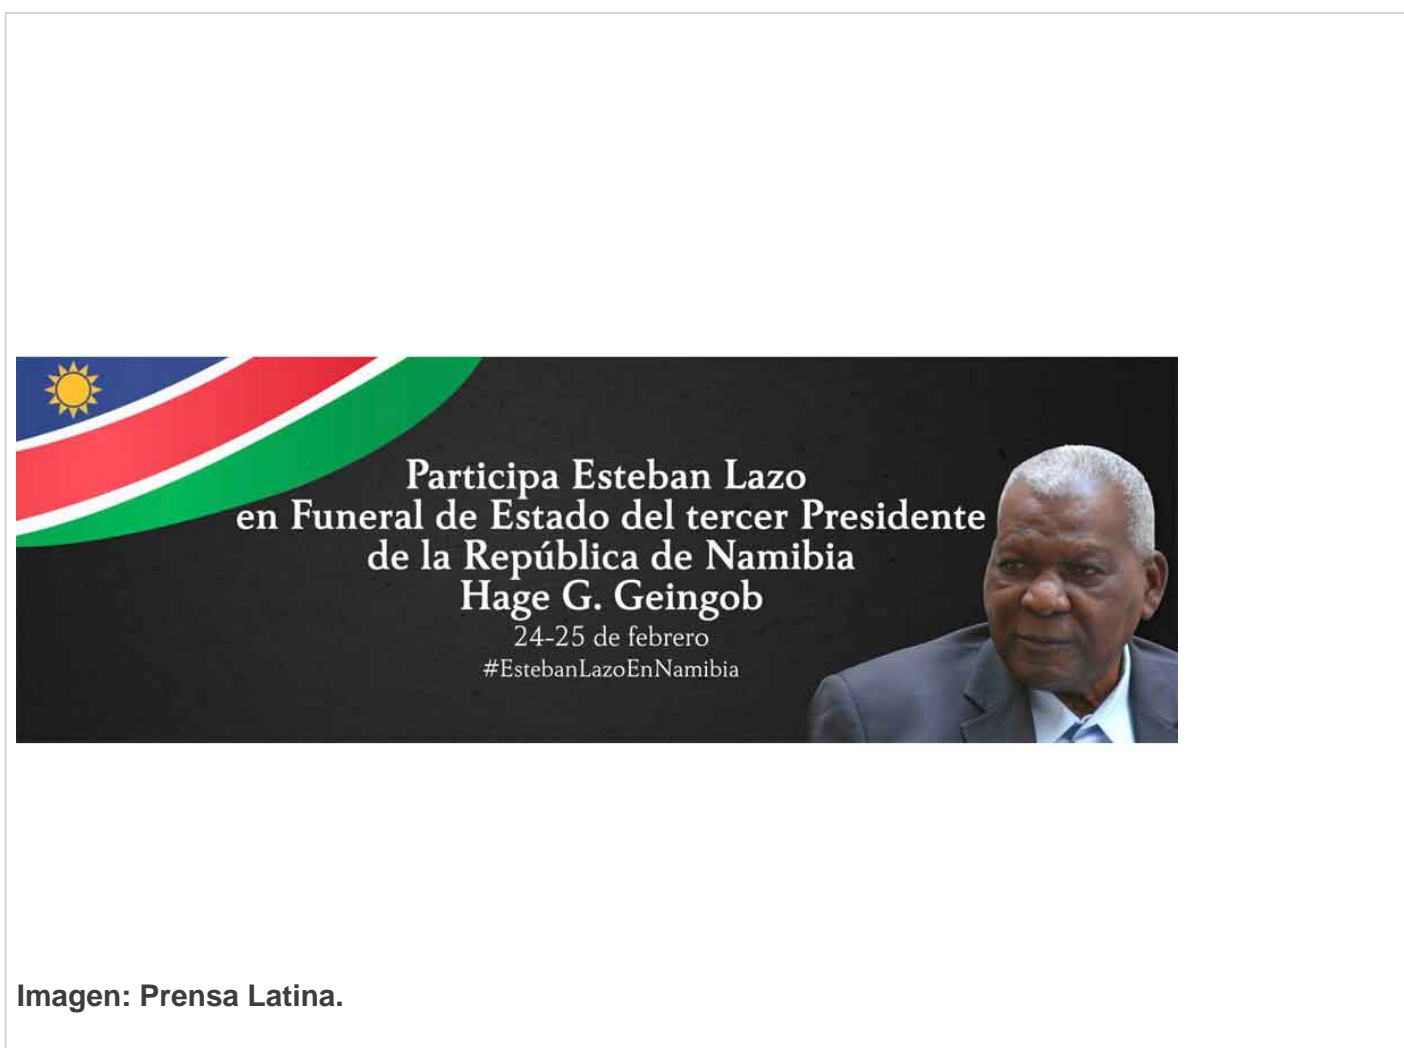 Participa Esteban Lazo
en Funeral de Estado del tercer Presidente
de la República de Namibia
Hage G. Geingob
24-25 de febrero
#EstebanLazoEnNamibia
Imagen: Prensa Latina.